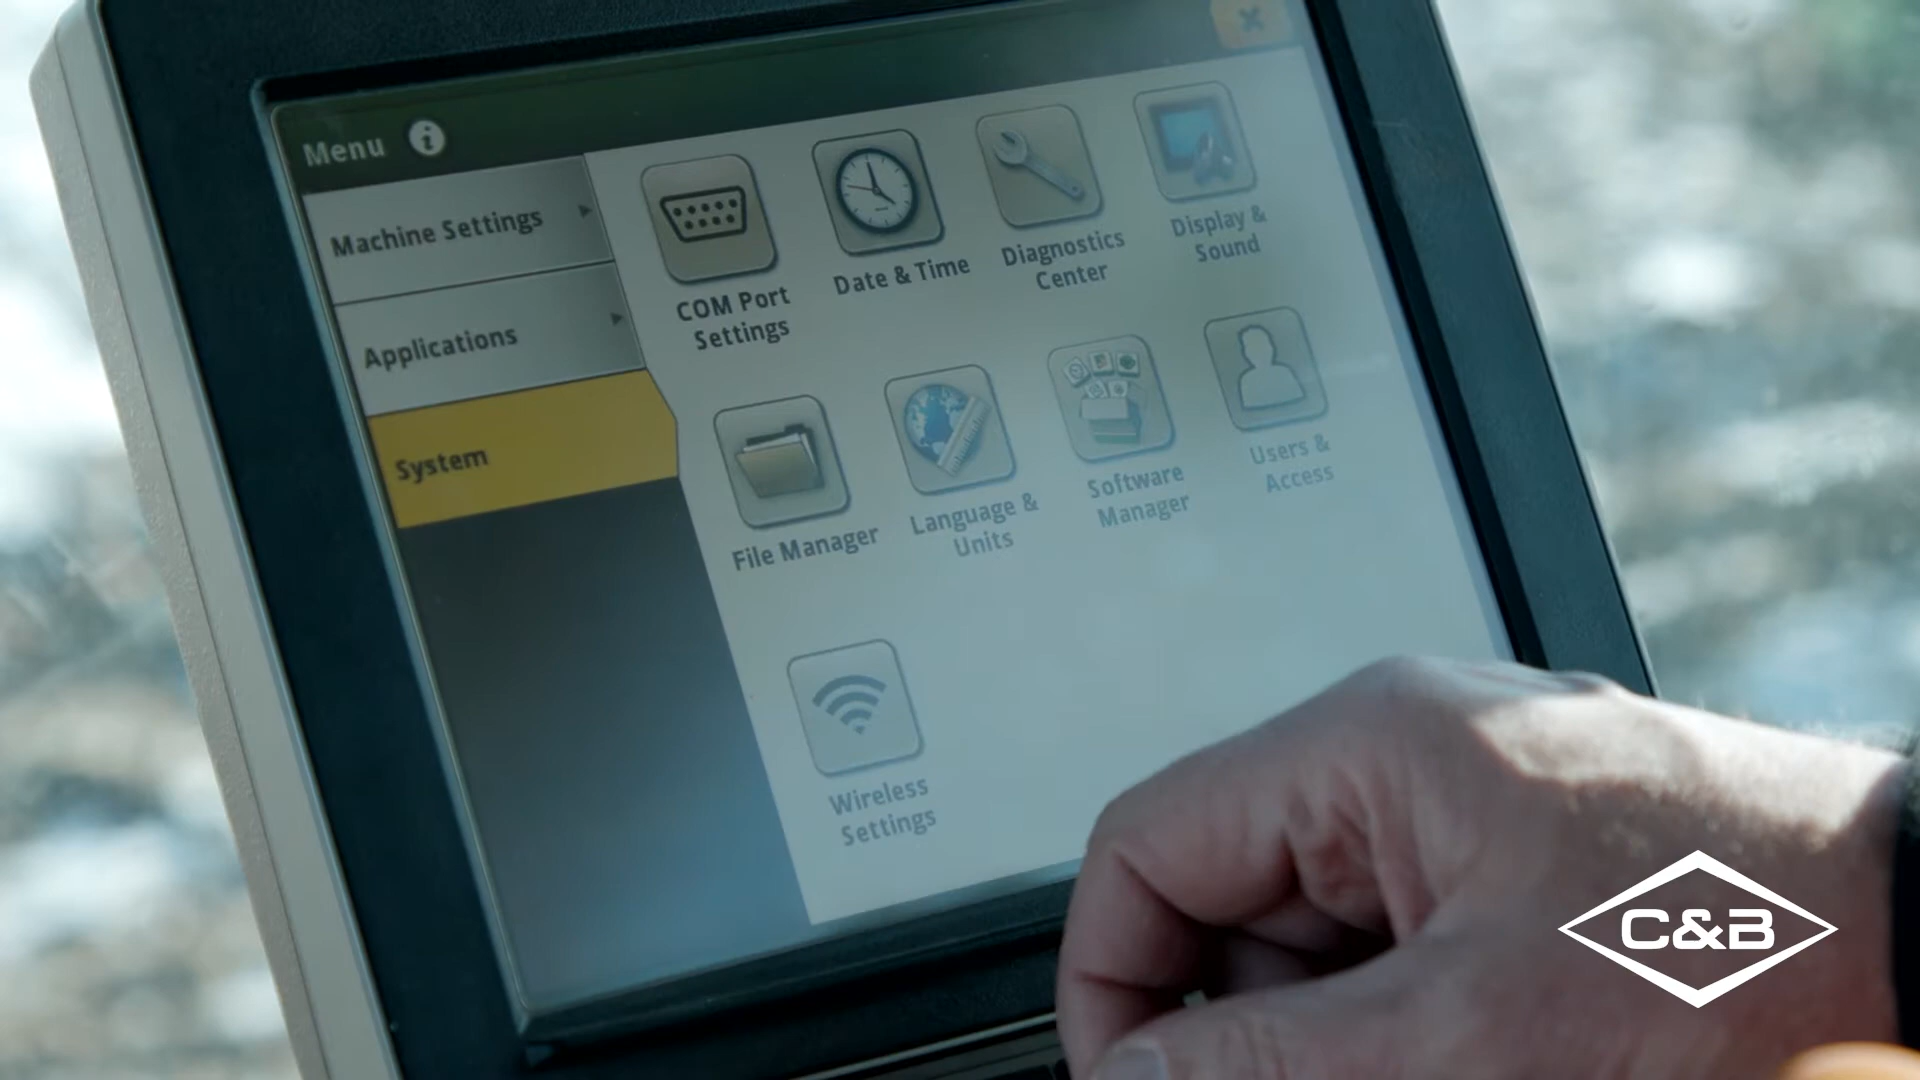 Menu
Machine Settings
Applications
System
COM Port
Settings
Date & Time
Diagnostics
Center
Display &
Sound
File Manager
Language &
Units
Software
Manager
Users &
Access
Wireless
Settings
C&B